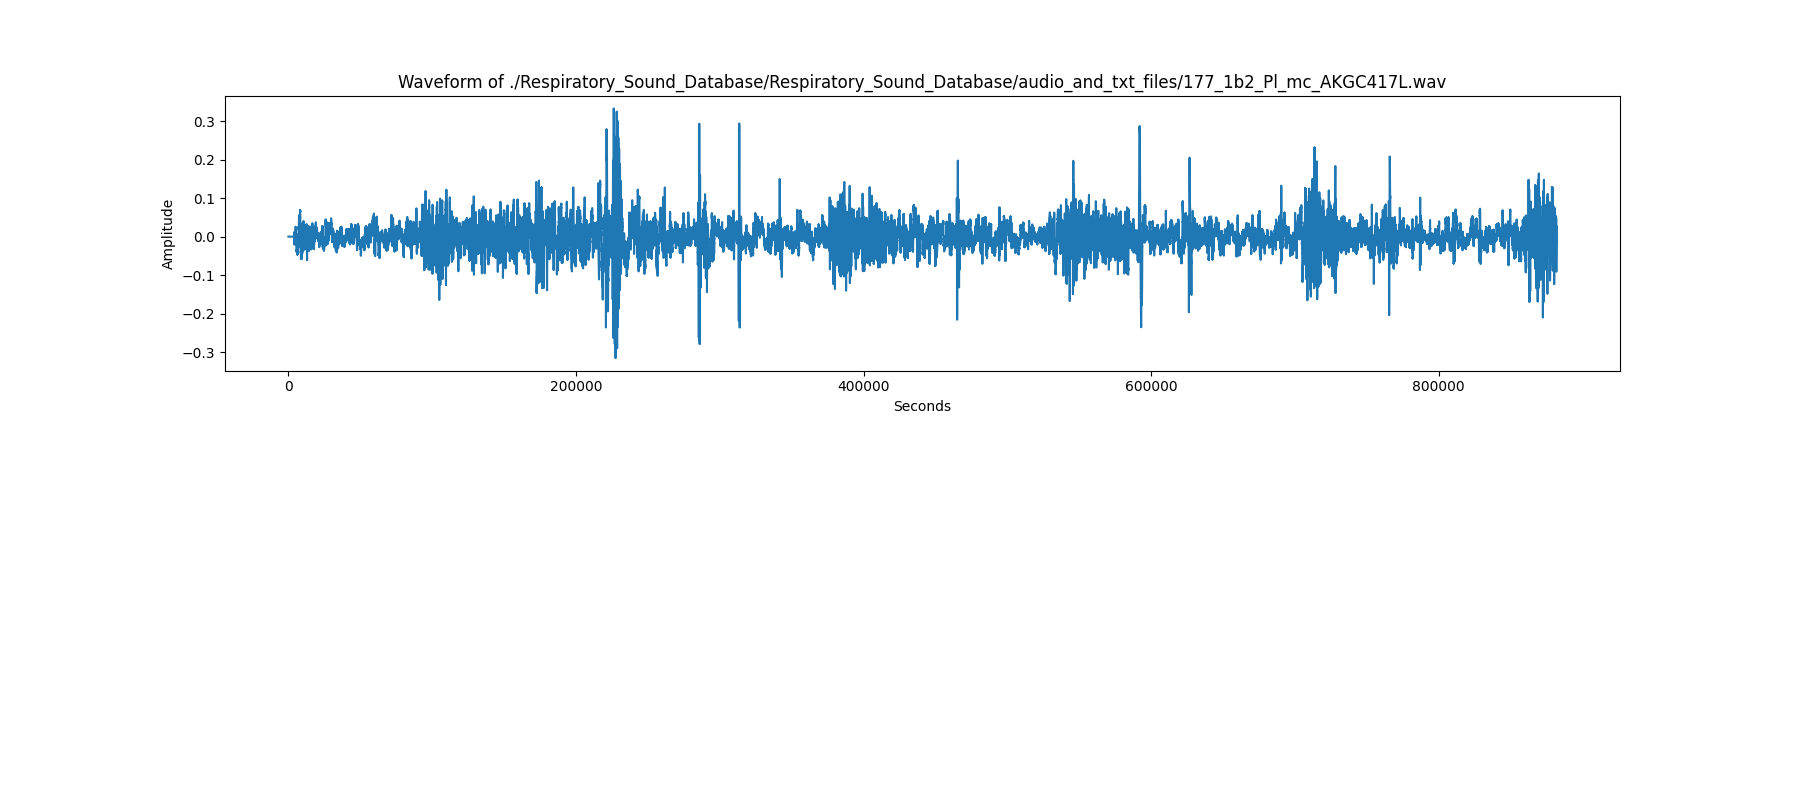 Waveform of ./Respiratory_Sound_Database/Respiratory_Sound_Database/audio_and_txt_files/177_1b2_Pl_mc_AKGC417L.wav
0.3
0.2
0.1
0.0
−0.1
−0.2
−0.3
Amplitude
0 200000 400000 600000 800000
Seconds